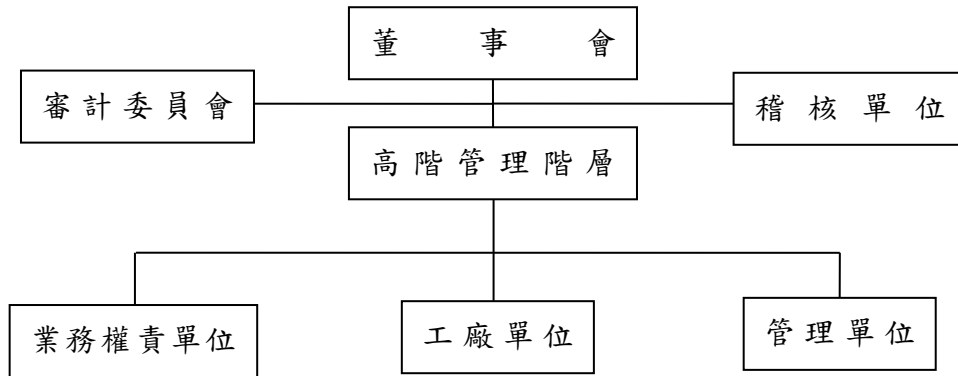 董事會
審計委員會
稽核單位
高階管理階層
業務權責單位
工廠單位
管理單位